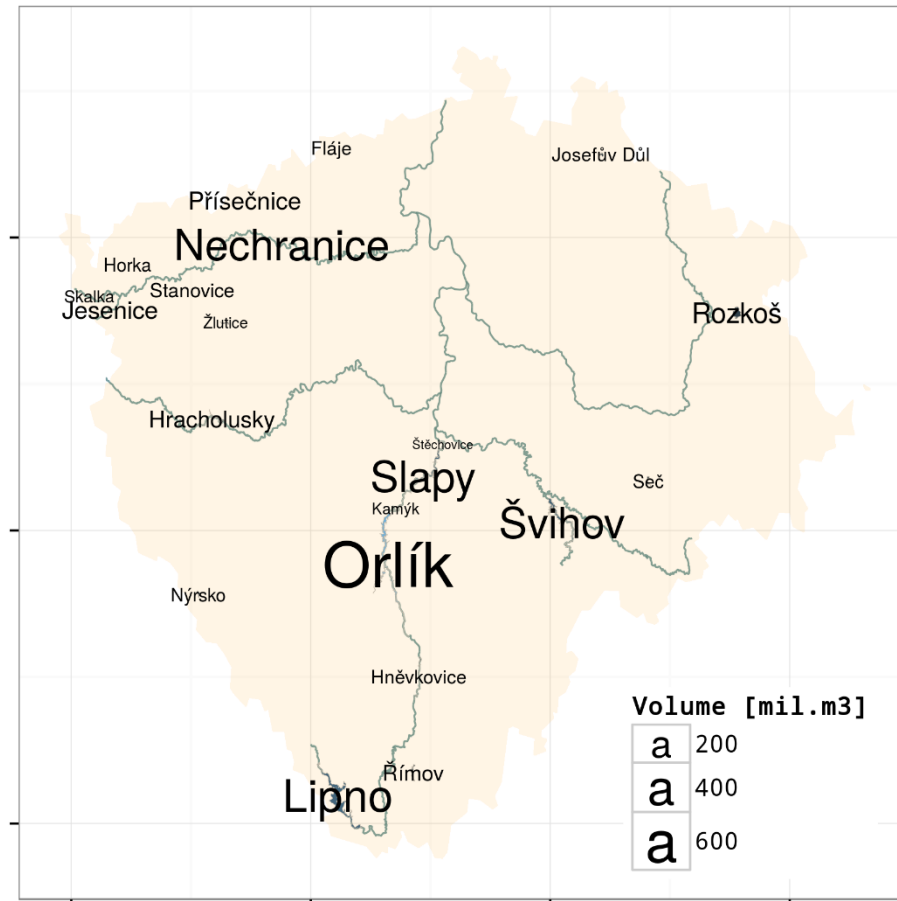 Fláje
Josefův Důl
Přísečnice
Nechranice
Horka
Stanovice
Skalka
Jesenice
Žlutice
Rozkoš
Hracholusky
Štěchovice
Slapy
Seč
Kamýk
Švihov
Orlík
Nýrsko
Hněvkovice
Římov
Lipno
Volume [mil.m3]
a 200
a 400
a 600